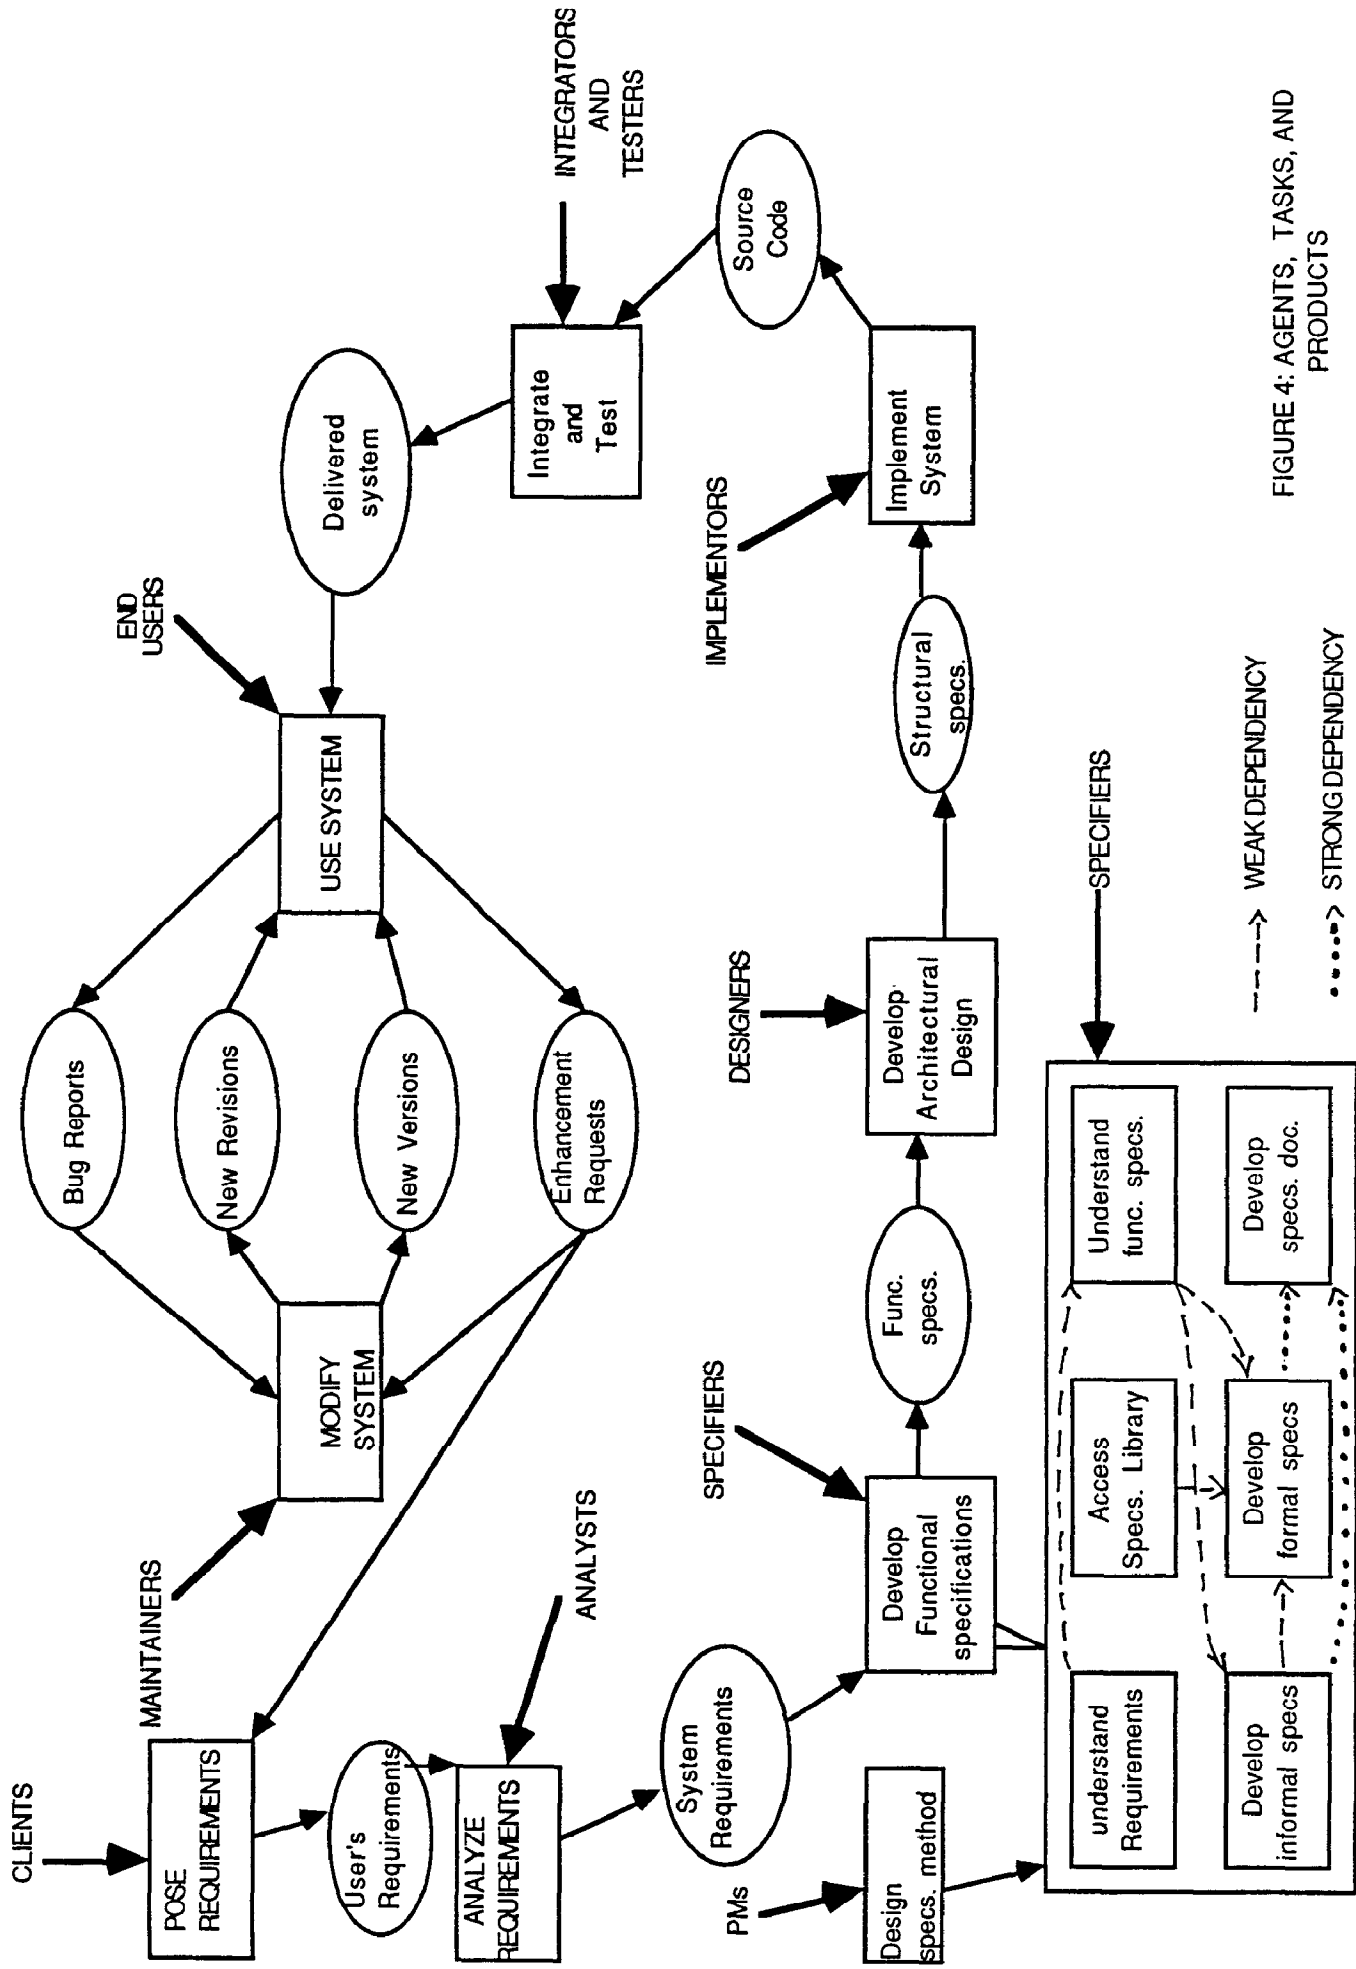 CLIENTS
POSE
REQUIREMENTS
MAINTAINERS
MODIFY
SYSTEM
Bug Reports
New Revisions
New Versions
Enhancement
Requests
USE SYSTEM
END
USERS
Delivered
system
Integrate
and
Test
INTEGRATORS
AND
TESTERS
User's
Requirements
ANALYZE
REQUIREMENTS
ANALYSTS
System
Requirements
SPECIFIERS
Develop
Functional
specifications
Func.
specs.
DESIGNERS
Develop
Architectural
Design
Structural
specs.
IMPLEMENTORS
Implement
System
Source
Code
PMs
Design
specs. method
understand
Requirements
Access
Specs. Library
Understand
func. specs.
Develop
informal specs
Develop
formal specs
Develop
specs. doc.
SPECIFIERS
WEAK DEPENDENCY
STRONG DEPENDENCY
FIGURE 4: AGENTS, TASKS, AND
PRODUCTS